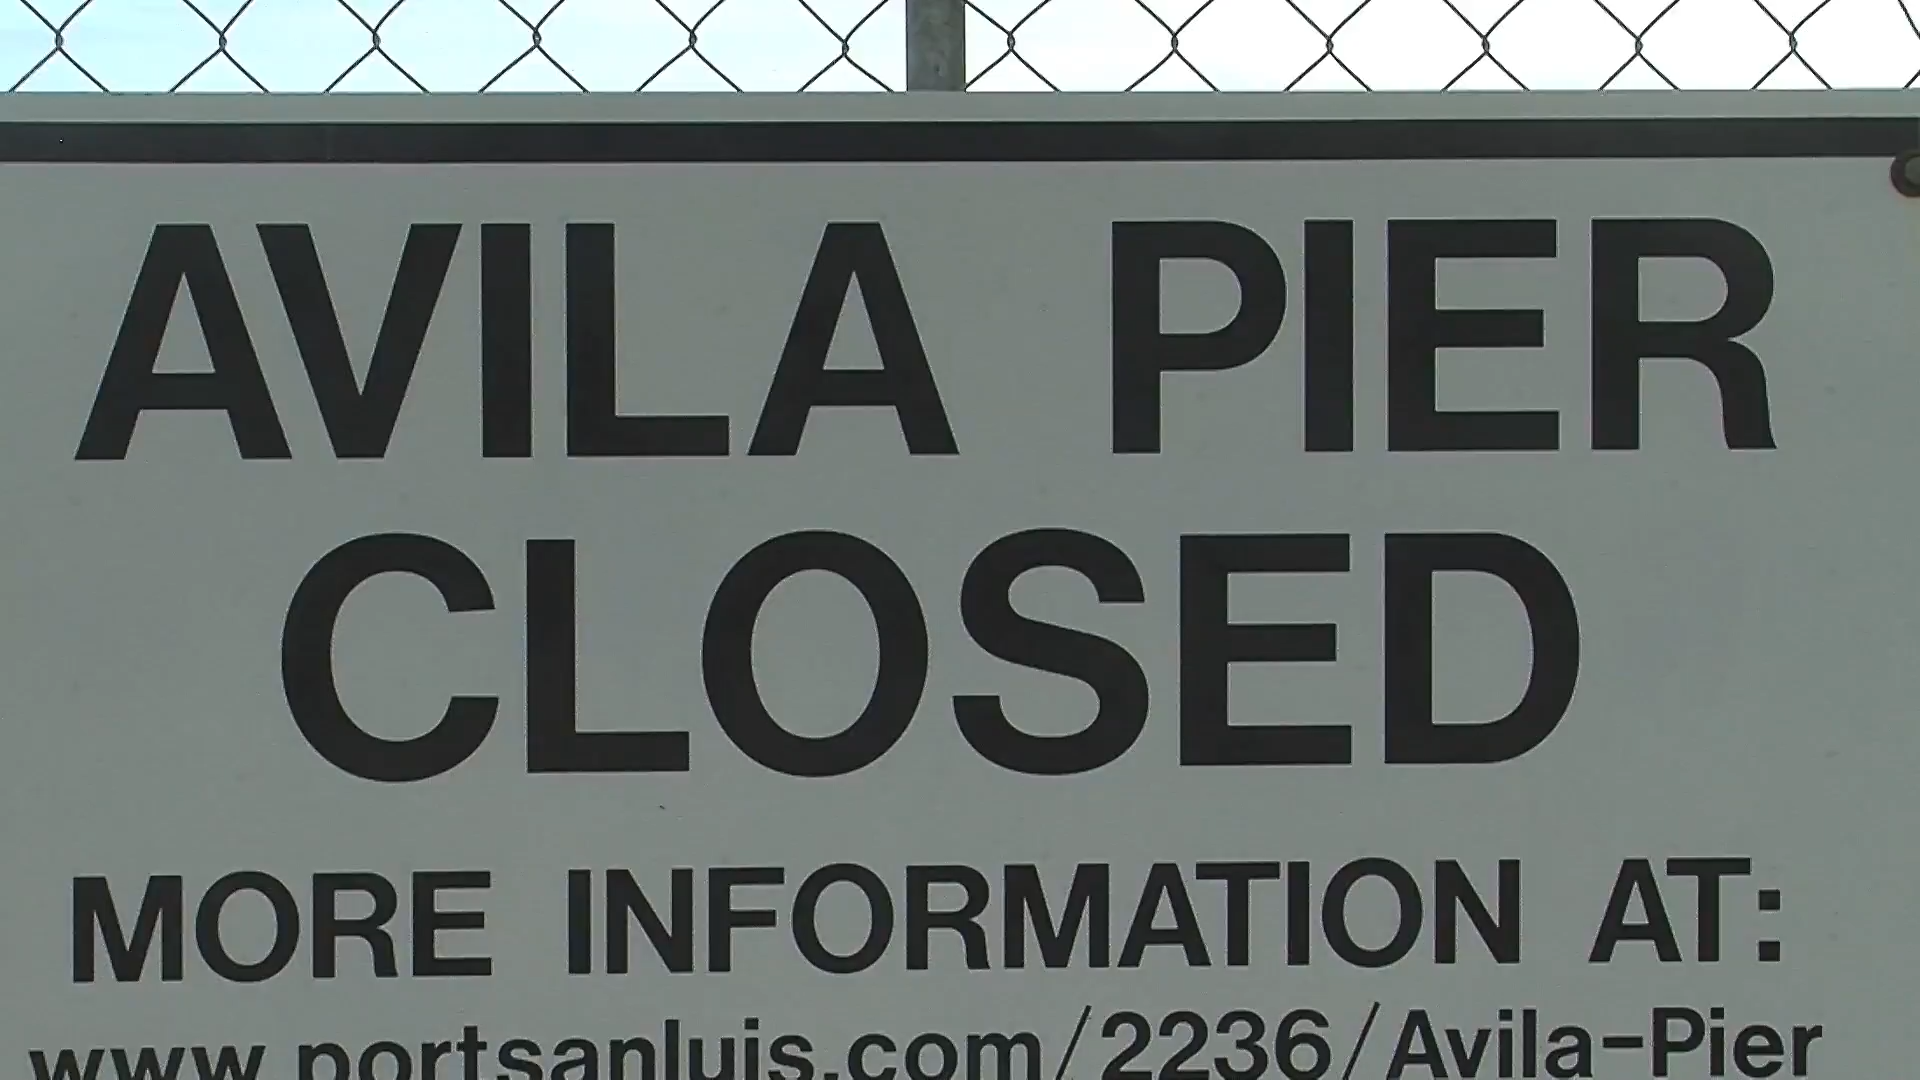 AVILA PIER
CLOSED
MORE INFORMATION AT:
www.portsanluis.com/2236/Avila-Pier